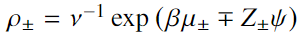 ρ± = ν⁻¹ exp (βμ± ∓ Z±ψ)